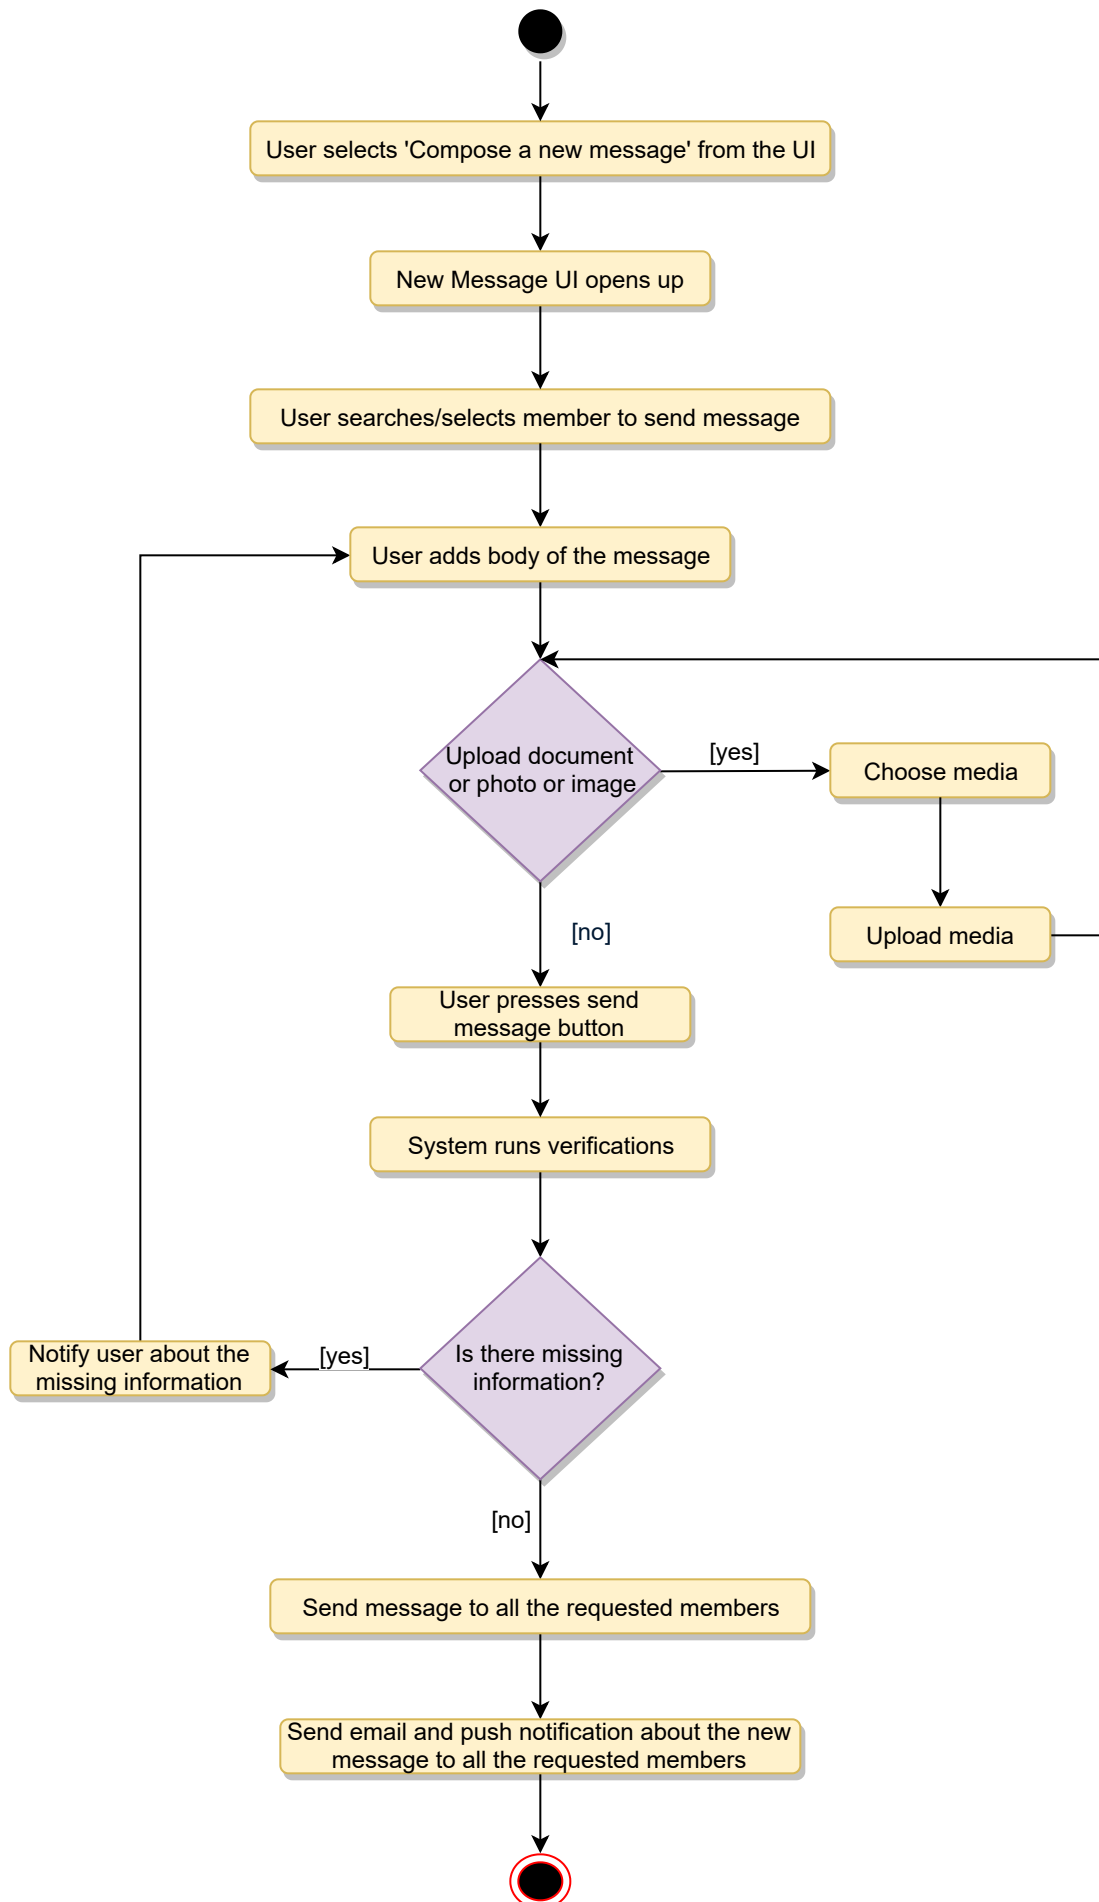 User selects 'Compose a new message' from the UI
New Message UI opens up
User searches/selects member to send message
User adds body of the message
Upload document
or photo or image
[yes]
Choose media
Upload media
[no]
User presses send
message button
System runs verifications
Is there missing
information?
[yes]
Notify user about the
missing information
[no]
Send message to all the requested members
Send email and push notification about the new
message to all the requested members